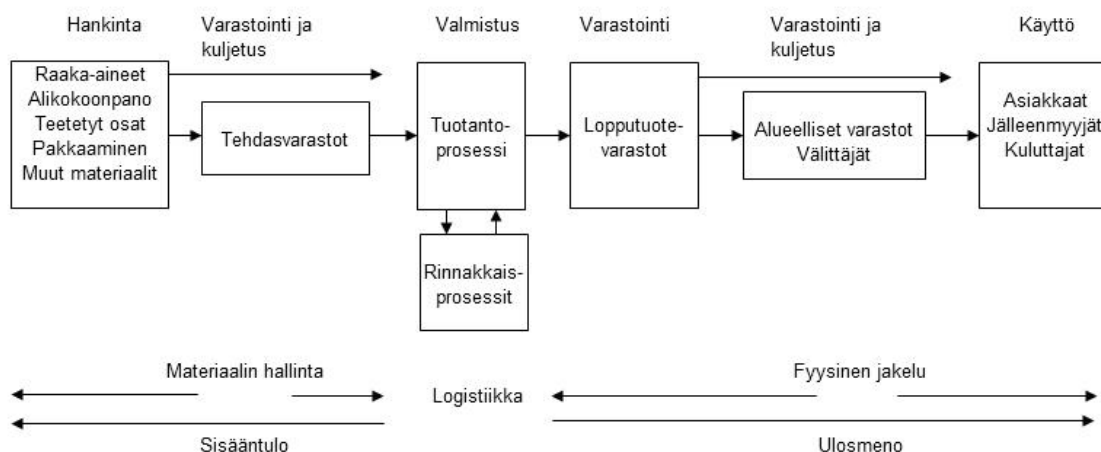 Hankinta
Varastointi ja
kuljetus
Valmistus
Varastointi
Varastointi ja
kuljetus
Käyttö
Raaka-aineet
Alikokoonpano
Teetetyt osat
Pakkaaminen
Muut materiaalit
Tehdasvarastot
Tuotanto-
prosessi
Lopputuote-
varastot
Alueelliset varastot
Välittäjät
Asiakkaat
Jälleenmyyjät
Kuluttajat
Rinnakkais-
prosessit
Materiaalin hallinta
Logistiikka
Fyysinen jakelu
Sisääntulo
Ulosmeno